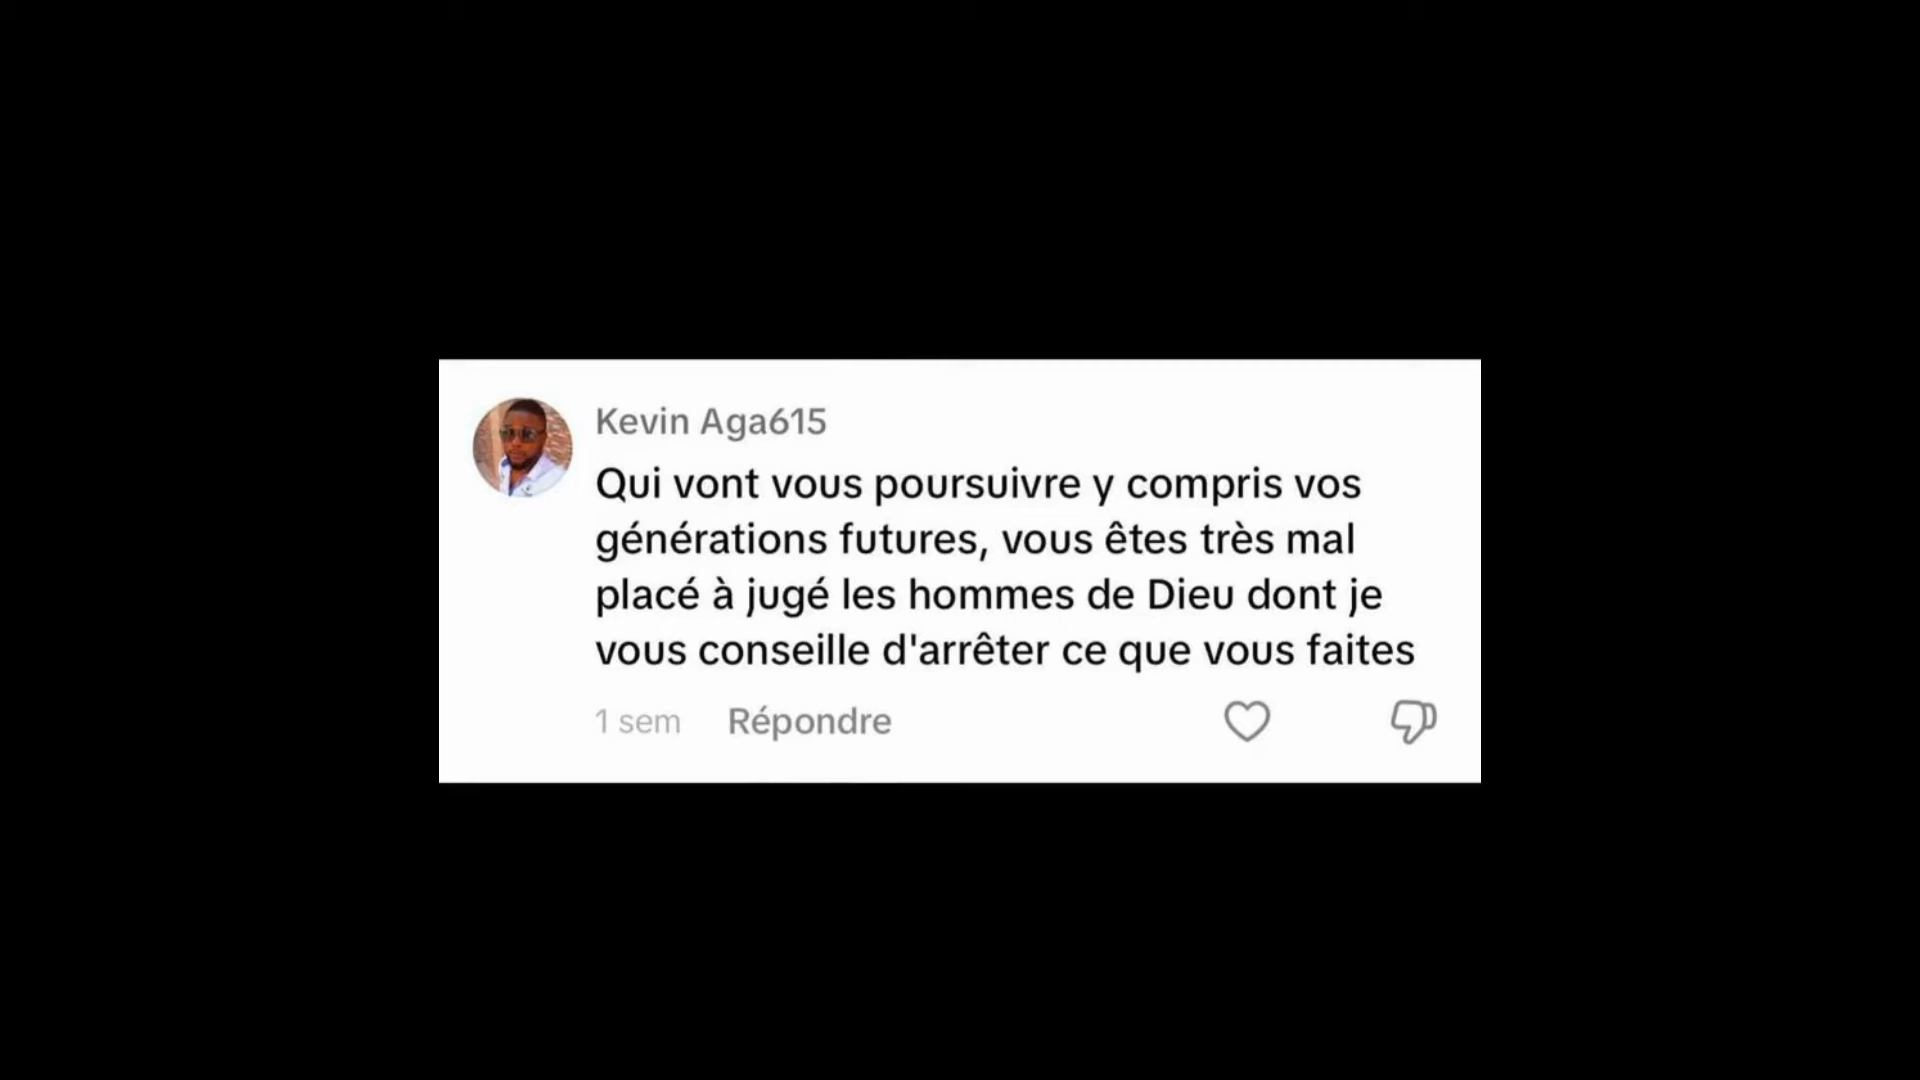 Kevin Aga615
Qui vont vous poursuivre y compris vos
générations futures, vous êtes très mal
placé à jugé les hommes de Dieu dont je
vous conseille d'arrêter ce que vous faites
1 sem Répondre